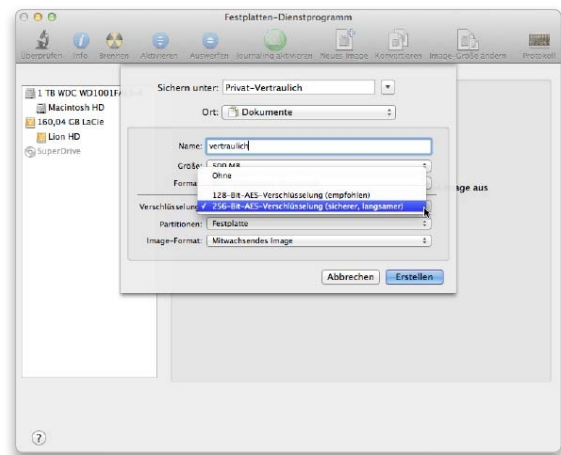 Festplatten-Dienstprogramm
Überprüfen Info Brennen Aktivieren Auswerfen Journaling aktivieren Neues Image Konvertieren Image-Größe ändern Protokoll
Sichern unter: Privat-Vertraulich
Ort: Dokumente
1 TB WDC WD1001FA
Macintosh HD
160,04 GB LaCie
Lion HD
SuperDrive
Name: vertraulich
Größe: 500 MB
Ohne
Forma
128-Bit-AES-Verschlüsselung (empfohlen)
Verschlüsselung ✓ 256-Bit-AES-Verschlüsselung (sicherer, langsamer)
age aus
Partitionen: Festplatte
Image-Format: Mitwachsendes Image
Abbrechen Erstellen
?